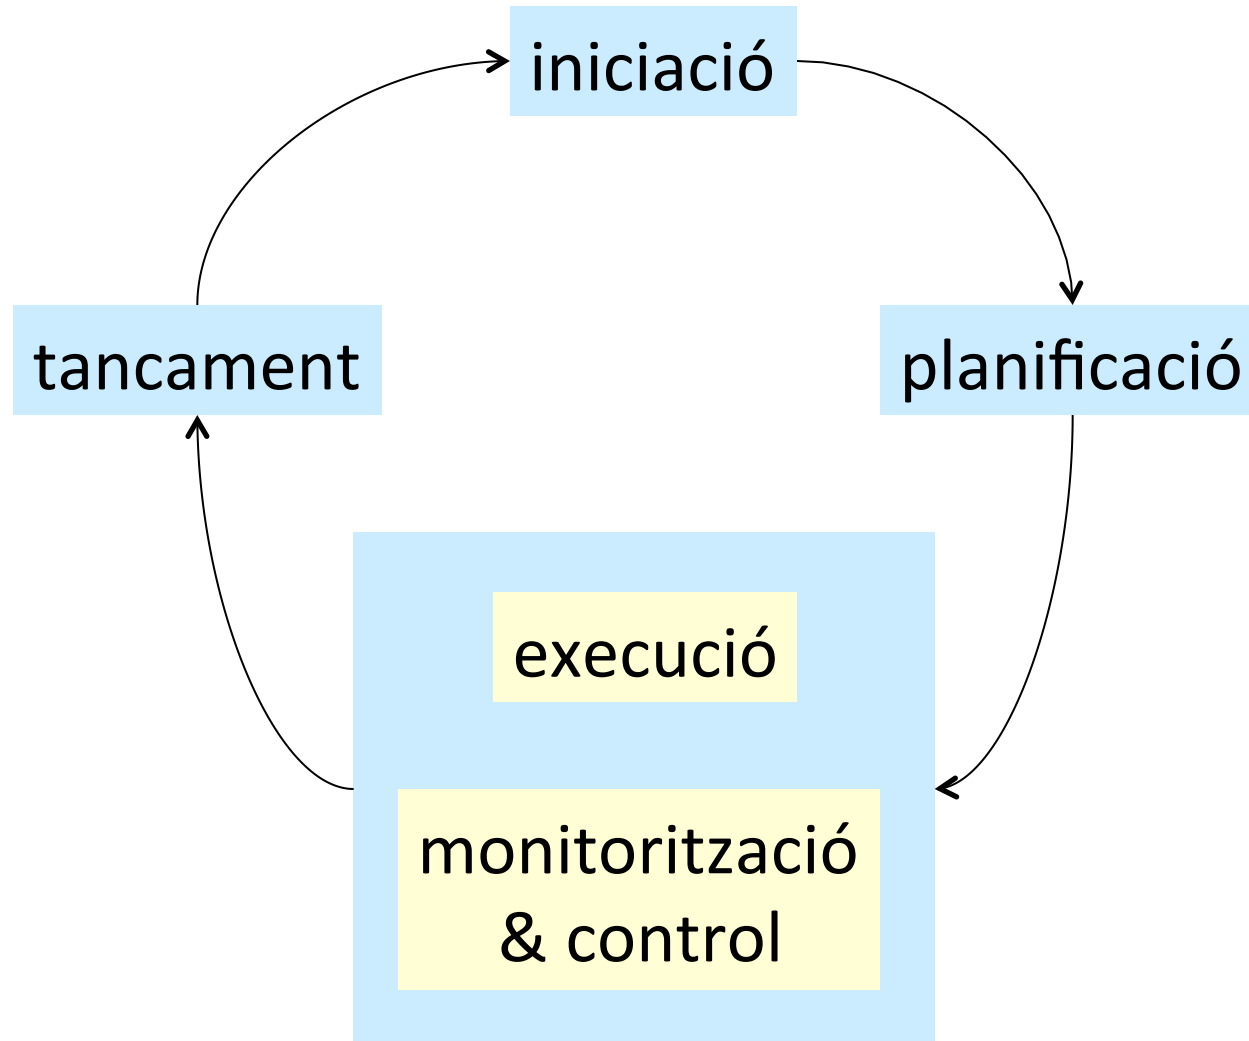 iniciació
tancament
planificació
execució
monitorització
& control